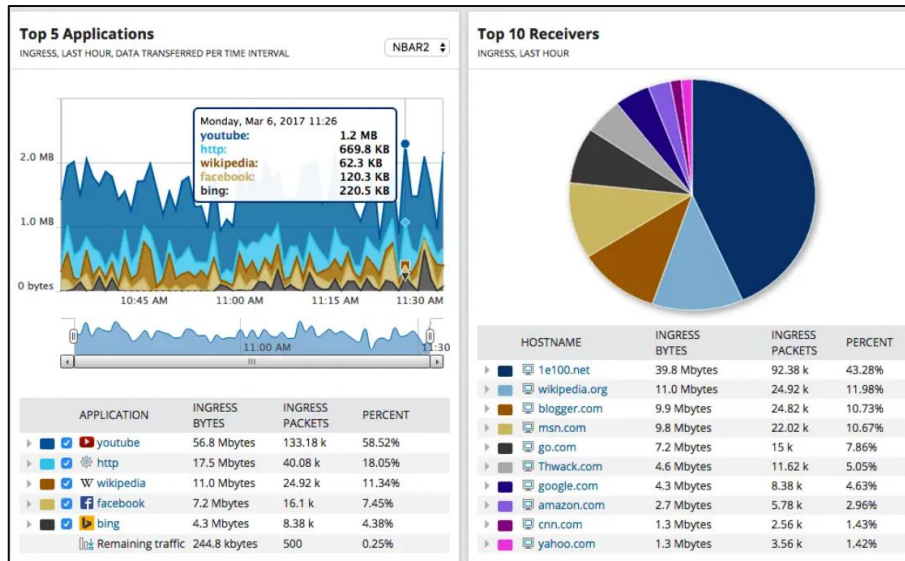 Top 5 Applications
INGRESS, LAST HOUR, DATA TRANSFERRED PER TIME INTERVAL
NBAR2
Monday, Mar 6, 2017 11:26
youtube: 1.2 MB
http: 669.8 KB
wikipedia: 62.3 KB
facebook: 120.3 KB
bing: 220.5 KB
2.0 MB
1.0 MB
0 bytes
10:45 AM 11:00 AM 11:15 AM 11:30 AM
11:00 AM 11:30
APPLICATION INGRESS BYTES INGRESS PACKETS PERCENT
youtube 56.8 Mbytes 133.18 k 58.52%
http 17.5 Mbytes 40.08 k 18.05%
W wikipedia 11.0 Mbytes 24.92 k 11.34%
facebook 7.2 Mbytes 16.1 k 7.45%
bing 4.3 Mbytes 8.38 k 4.38%
Remaining traffic 244.8 kbytes 500 0.25%
Top 10 Receivers
INGRESS, LAST HOUR
HOSTNAME INGRESS BYTES INGRESS PACKETS PERCENT
1e100.net 39.8 Mbytes 92.38 k 43.28%
wikipedia.org 11.0 Mbytes 24.92 k 11.98%
blogger.com 9.9 Mbytes 24.82 k 10.73%
msn.com 9.8 Mbytes 22.02 k 10.67%
go.com 7.2 Mbytes 15 k 7.86%
Thwack.com 4.6 Mbytes 11.62 k 5.05%
google.com 4.3 Mbytes 8.38 k 4.63%
amazon.com 2.7 Mbytes 5.78 k 2.96%
cnn.com 1.3 Mbytes 2.56 k 1.43%
yahoo.com 1.3 Mbytes 3.56 k 1.42%